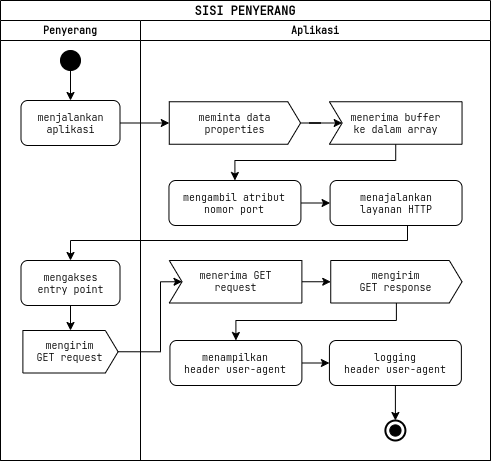 SISI PENYERANG
Penyerang
Aplikasi
menjalankan
aplikasi
meminta data
properties
menerima buffer
ke dalam array
mengambil atribut
nomor port
menajalankan
layanan HTTP
mengakses
entry point
menerima GET
request
mengirim
GET response
mengirim
GET request
menampilkan
header user-agent
logging
header user-agent